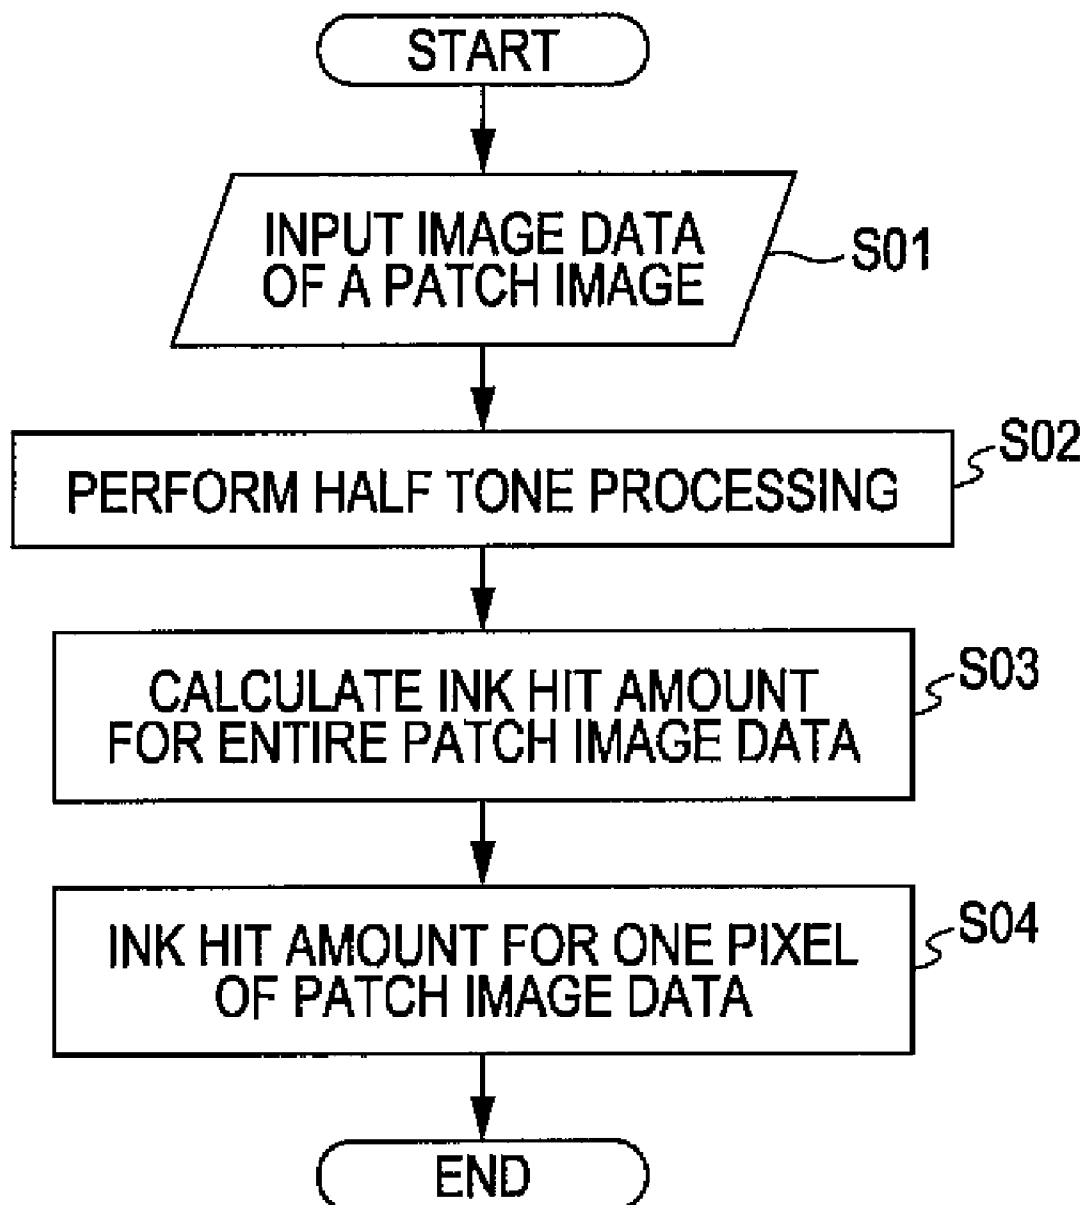 START
INPUT IMAGE DATA
OF A PATCH IMAGE
S01
PERFORM HALF TONE PROCESSING
S02
CALCULATE INK HIT AMOUNT
FOR ENTIRE PATCH IMAGE DATA
S03
INK HIT AMOUNT FOR ONE PIXEL
OF PATCH IMAGE DATA
S04
END